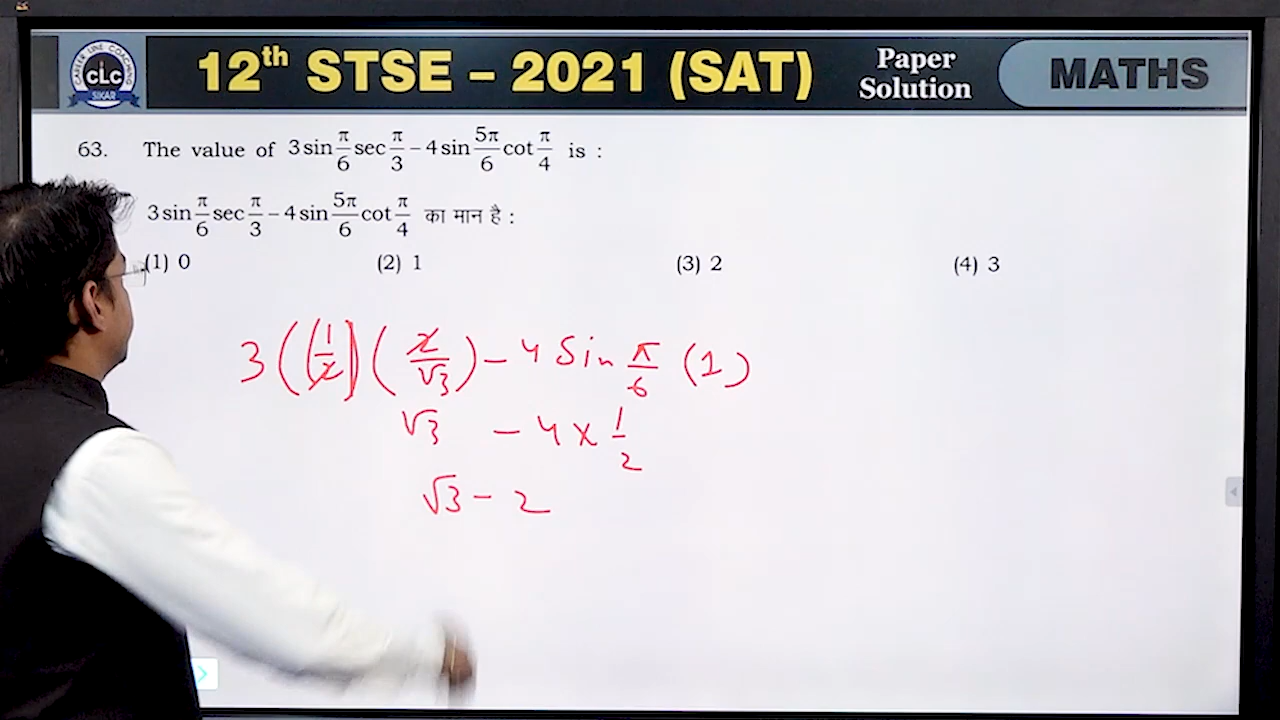 CAREER LINE COACHING
CLC
SIKAR
12th STSE – 2021 (SAT)
Paper
Solution
MATHS
63. The value of 3 sin π/6 sec π/3 − 4 sin 5π/6 cot π/4 is :
3 sin π/6 sec π/3 − 4 sin 5π/6 cot π/4 का मान है :
(1) 0 (2) 1 (3) 2 (4) 3
3 ((1/2)) (2/√3) − 4 Sin π/6 (1)
√3 − 4 × 1/2
√3 − 2